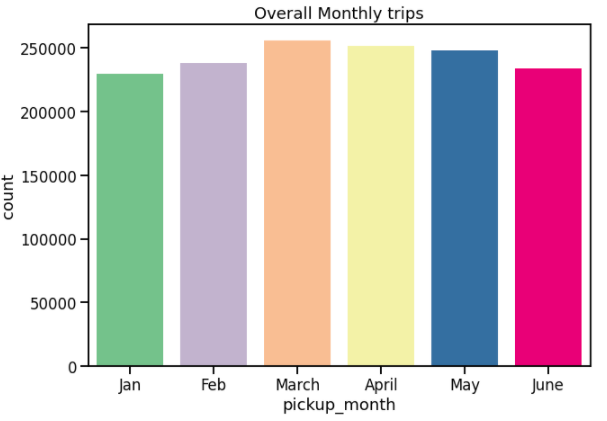 Overall Monthly trips
250000
200000
150000
100000
50000
0
count
Jan Feb March April May June
pickup_month